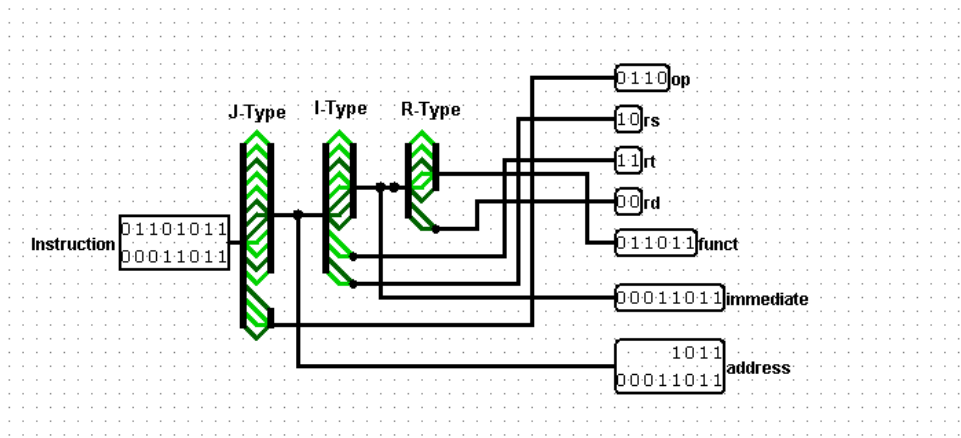 J-Type I-Type R-Type
0110 op
10 rs
11 rt
00 rd
Instruction
01101011
00011011
011011 funct
00011011 immediate
1011
00011011 address